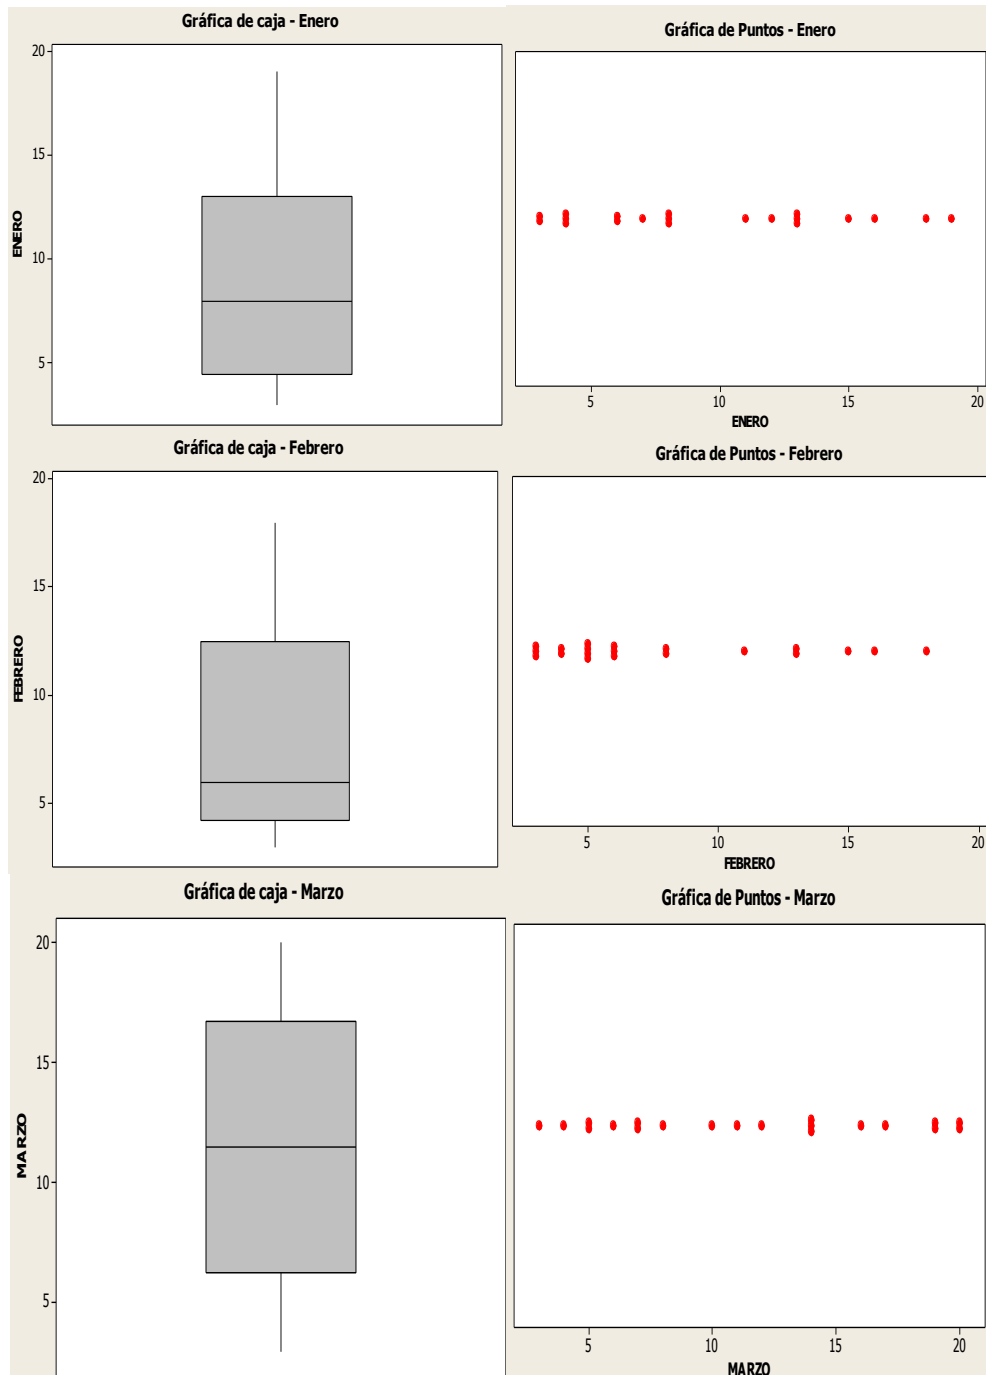 Gráfica de caja - Enero
20
15
10
5
ENERO
Gráfica de Puntos - Enero
5 10 15 20
ENERO
Gráfica de caja - Febrero
20
15
10
5
FEBRERO
Gráfica de Puntos - Febrero
5 10 15 20
FEBRERO
Gráfica de caja - Marzo
20
15
10
5
MARZO
Gráfica de Puntos - Marzo
5 10 15 20
MARZO